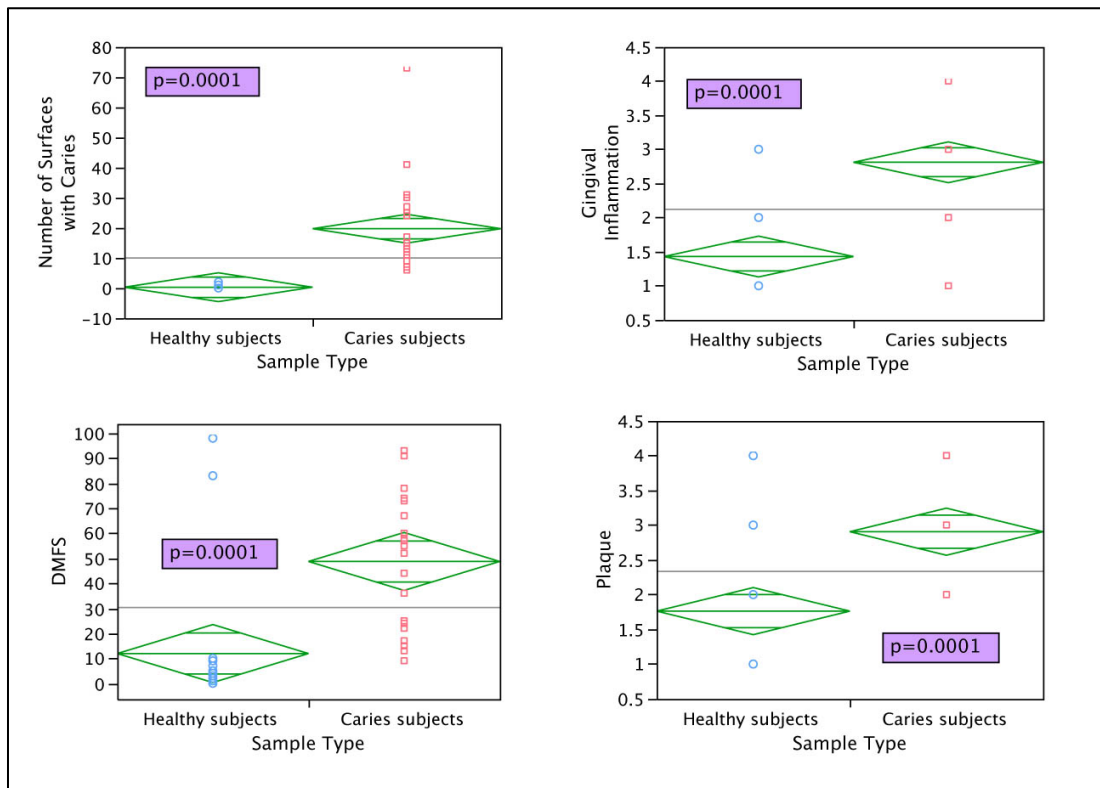 Number of Surfaces
with Caries
80
70
60
50
40
30
20
10
0
−10
p=0.0001
Healthy subjects
Caries subjects
Sample Type
Gingival
Inflammation
4.5
4
3.5
3
2.5
2
1.5
1
0.5
p=0.0001
Healthy subjects
Caries subjects
Sample Type
DMFS
100
90
80
70
60
50
40
30
20
10
0
p=0.0001
Healthy subjects
Caries subjects
Sample Type
Plaque
4.5
4
3.5
3
2.5
2
1.5
1
0.5
p=0.0001
Healthy subjects
Caries subjects
Sample Type